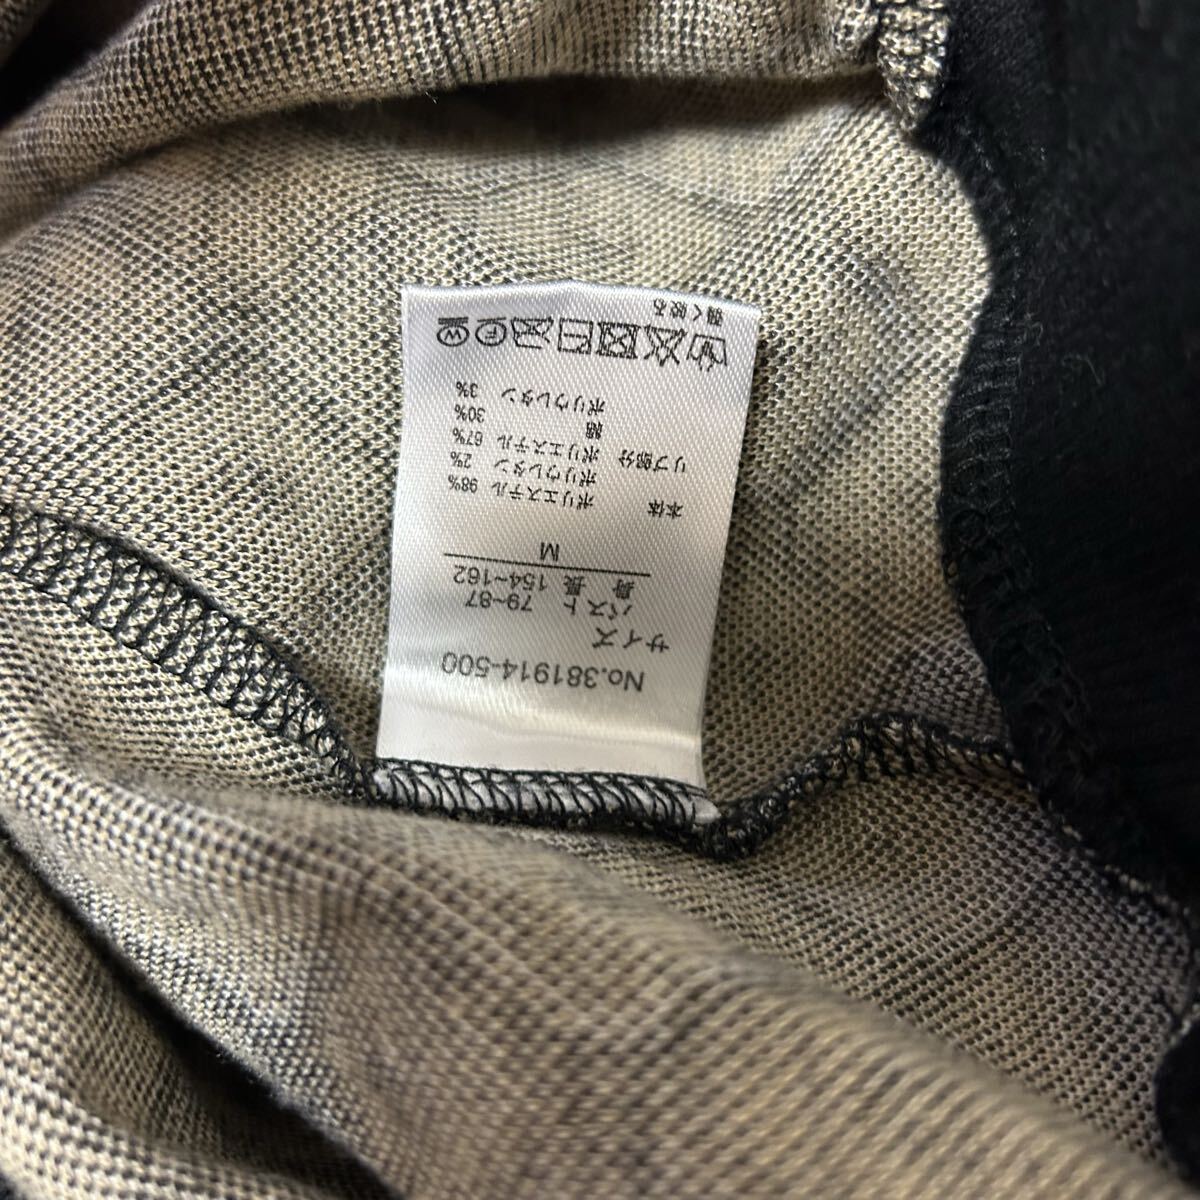 No.381914-500
サイズ
バスト 79~87
身 長 154~162
M
本体 ポリエステル 98%
ポリウレタン 2%
リブ部分 ポリエステル 67%
綿 30%
ポリウレタン 3%
W F
弱く絞る